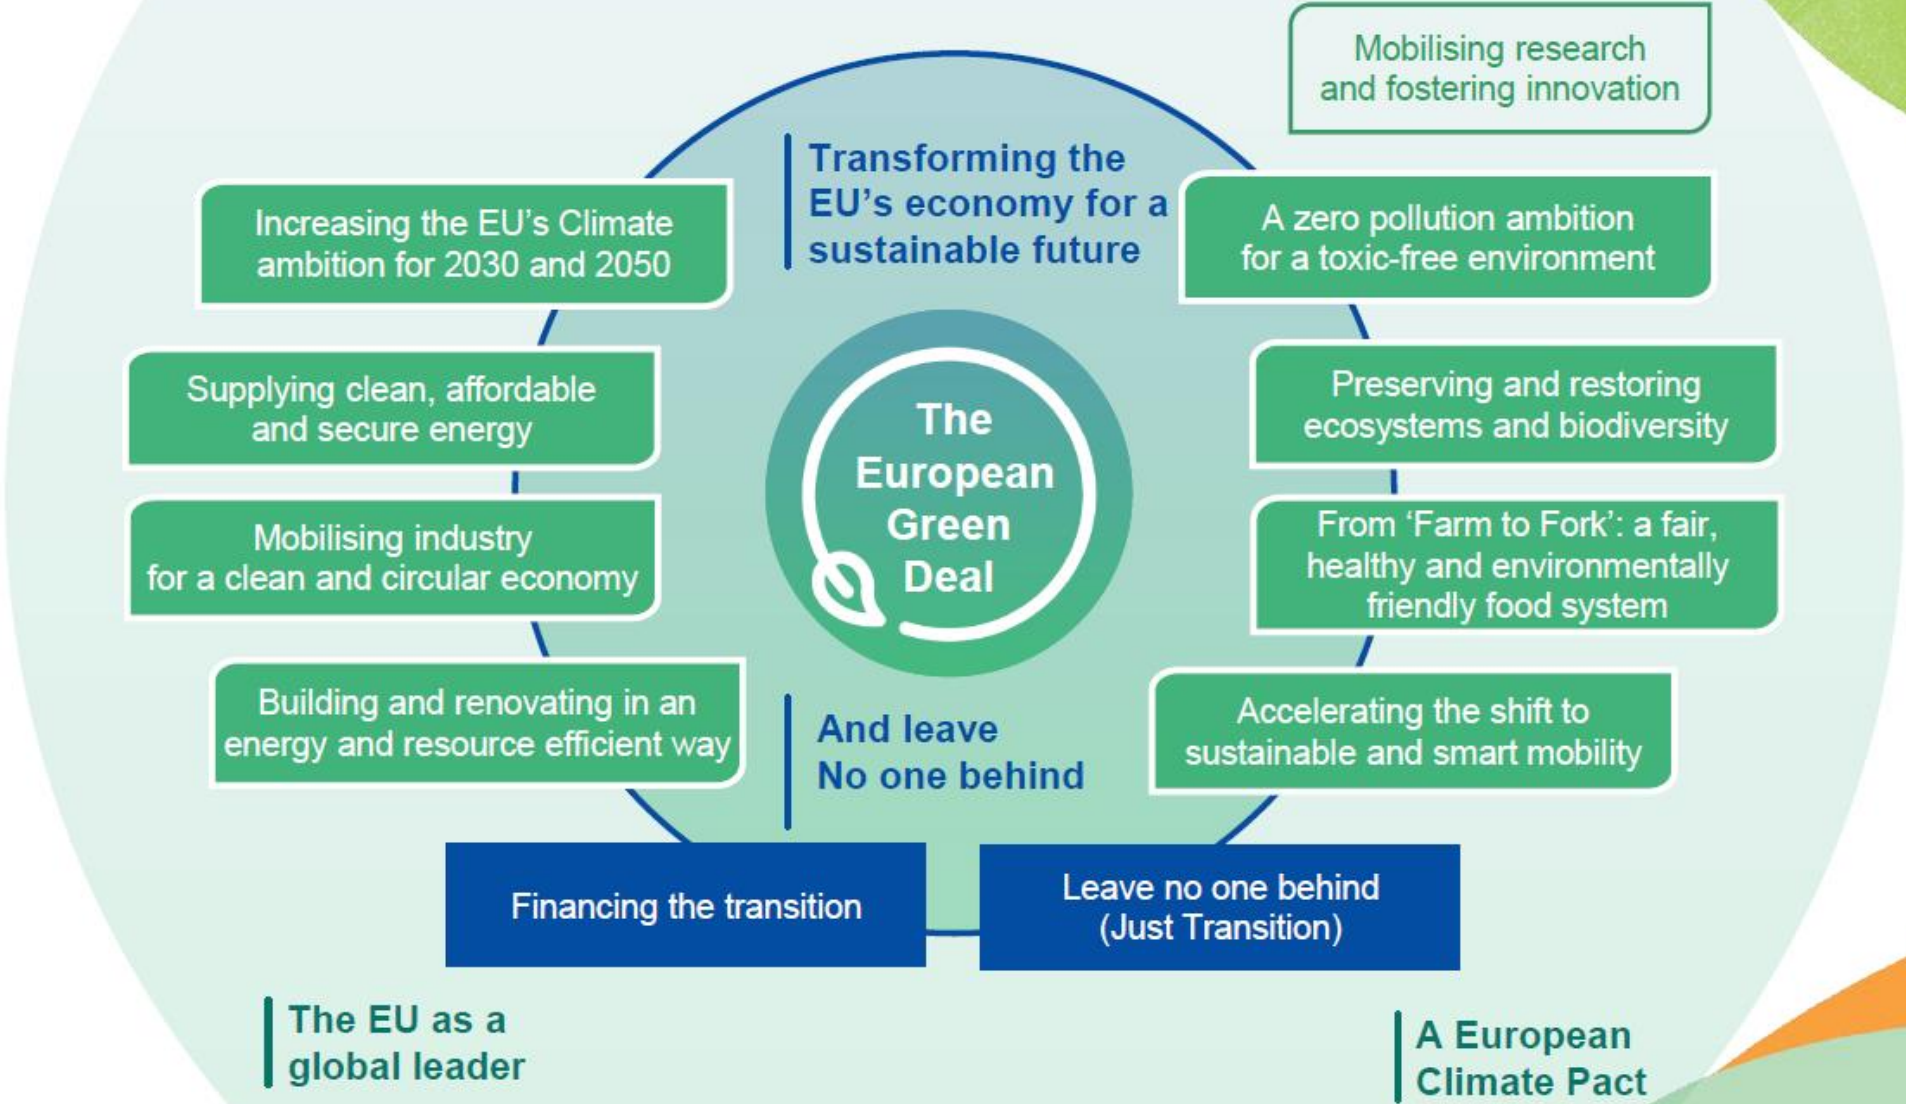 Mobilising research
and fostering innovation
Transforming the
EU's economy for a
sustainable future
Increasing the EU's Climate
ambition for 2030 and 2050
A zero pollution ambition
for a toxic-free environment
Supplying clean, affordable
and secure energy
Preserving and restoring
ecosystems and biodiversity
The
European
Green
Deal
Mobilising industry
for a clean and circular economy
From ‘Farm to Fork’: a fair,
healthy and environmentally
friendly food system
Building and renovating in an
energy and resource efficient way
And leave
No one behind
Accelerating the shift to
sustainable and smart mobility
Financing the transition
Leave no one behind
(Just Transition)
The EU as a
global leader
A European
Climate Pact